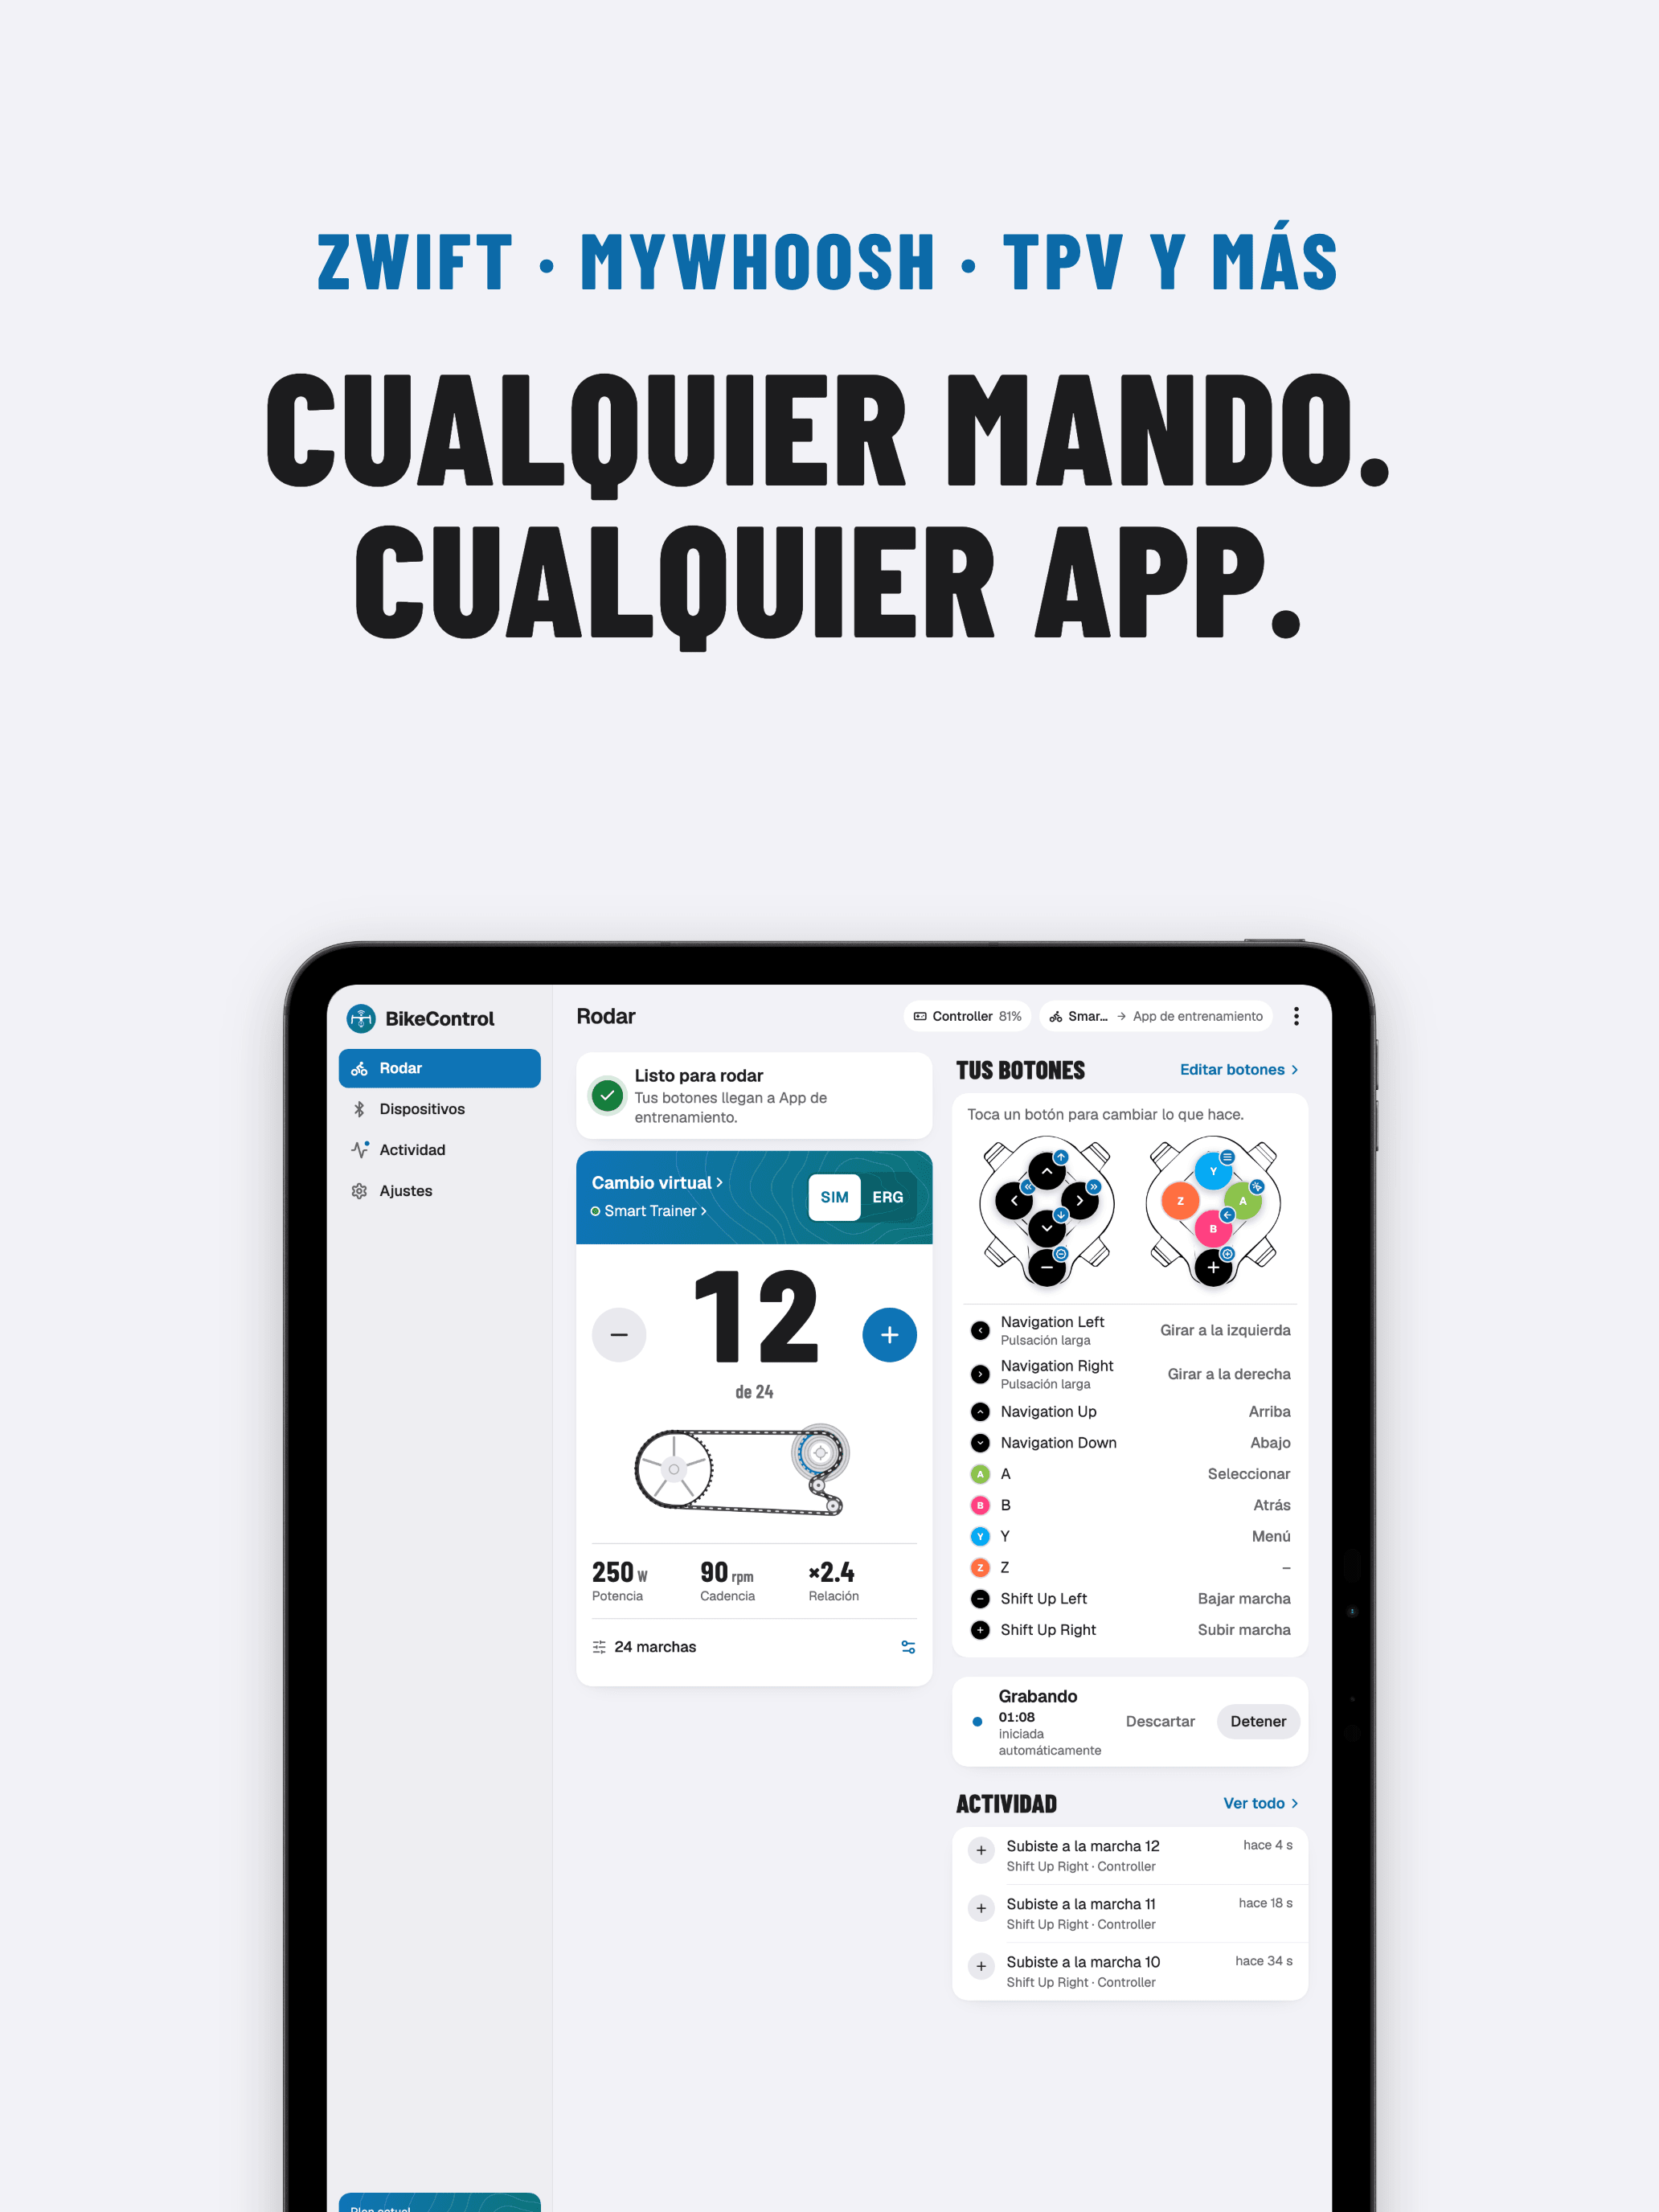 ZWIFT · MYWHOOSH · TPV Y MÁS
CUALQUIER MANDO.
CUALQUIER APP.
BikeControl
Rodar
Dispositivos
Actividad
Ajustes
Rodar
Controller 81%
Smar... → App de entrenamiento
Listo para rodar
Tus botones llegan a App de
entrenamiento.
Cambio virtual
Smart Trainer
SIM ERG
12
de 24
250 W
Potencia
90 rpm
Cadencia
×2.4
Relación
24 marchas
TUS BOTONES
Editar botones
Toca un botón para cambiar lo que hace.
Y
Z
A
B
Navigation Left
Pulsación larga
Girar a la izquierda
Navigation Right
Pulsación larga
Girar a la derecha
Navigation Up
Arriba
Navigation Down
Abajo
A A
Seleccionar
B B
Atrás
Y Y
Menú
Z Z
–
Shift Up Left
Bajar marcha
Shift Up Right
Subir marcha
Grabando
01:08
iniciada
automáticamente
Descartar
Detener
ACTIVIDAD
Ver todo
Subiste a la marcha 12
hace 4 s
Shift Up Right · Controller
Subiste a la marcha 11
hace 18 s
Shift Up Right · Controller
Subiste a la marcha 10
hace 34 s
Shift Up Right · Controller